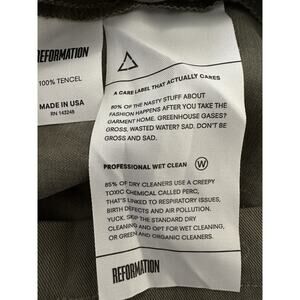 REFORMATION
100% TENCEL
MADE IN USA
RN 143246
A CARE LABEL THAT ACTUALLY CARES
80% OF THE NASTY STUFF ABOUT
FASHION HAPPENS AFTER YOU TAKE THE
GARMENT HOME. GREENHOUSE GASES?
GROSS. WASTED WATER? SAD. DON'T BE
GROSS AND SAD.
PROFESSIONAL WET CLEAN W
85% OF DRY CLEANERS USE A CREEPY
TOXIC CHEMICAL CALLED PERC,
THAT'S LINKED TO RESPIRATORY ISSUES,
BIRTH DEFECTS AND AIR POLLUTION.
YUCK. SKIP THE STANDARD DRY
CLEANING AND OPT FOR WET CLEANING,
OR GREEN AND ORGANIC CLEANERS.
REFORMATION